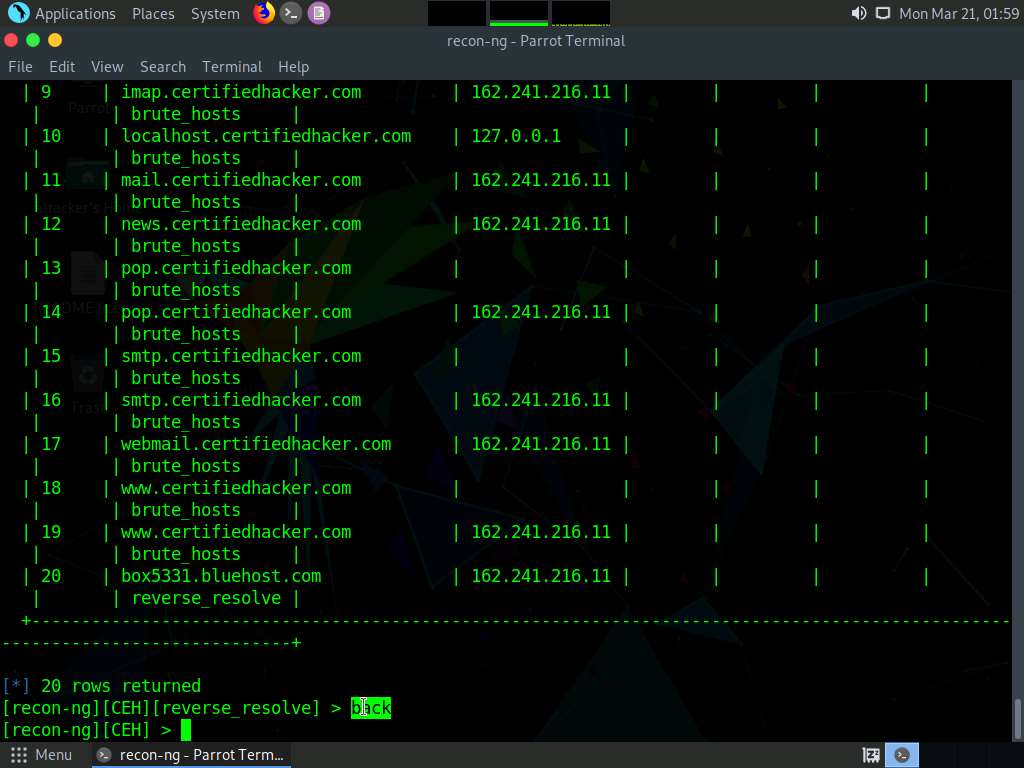 Applications Places System Mon Mar 21, 01:59
recon-ng - Parrot Terminal
File Edit View Search Terminal Help
| 9 | imap.certifiedhacker.com | 162.241.216.11 | | | |
| | brute_hosts |
| 10 | localhost.certifiedhacker.com | 127.0.0.1 | | | |
| | brute_hosts |
| 11 | mail.certifiedhacker.com | 162.241.216.11 | | | |
| | brute_hosts |
| 12 | news.certifiedhacker.com | 162.241.216.11 | | | |
| | brute_hosts |
| 13 | pop.certifiedhacker.com | | | | |
| | brute_hosts |
| 14 | pop.certifiedhacker.com | 162.241.216.11 | | | |
| | brute_hosts |
| 15 | smtp.certifiedhacker.com | | | | |
| | brute_hosts |
| 16 | smtp.certifiedhacker.com | 162.241.216.11 | | | |
| | brute_hosts |
| 17 | webmail.certifiedhacker.com | 162.241.216.11 | | | |
| | brute_hosts |
| 18 | www.certifiedhacker.com | | | | |
| | brute_hosts |
| 19 | www.certifiedhacker.com | 162.241.216.11 | | | |
| | brute_hosts |
| 20 | box5331.bluehost.com | 162.241.216.11 | | | |
| | reverse_resolve |
+--------------------------------------------------------------------------------------------------
-----------------------------+
[*] 20 rows returned
[recon-ng][CEH][reverse_resolve] > back
[recon-ng][CEH] >
Menu recon-ng - Parrot Term...